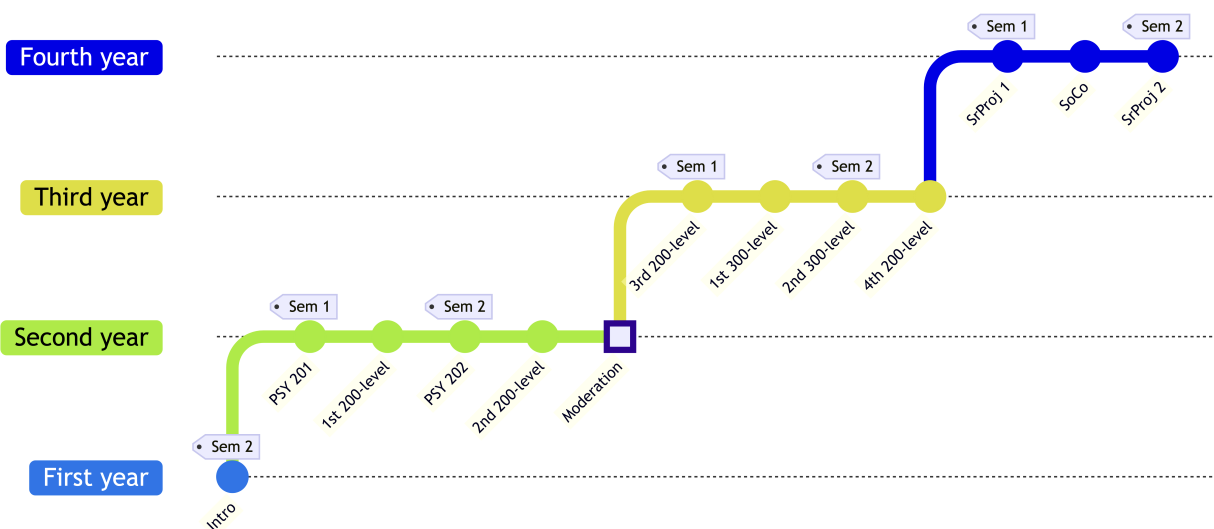 Sem 1
Sem 2
Fourth year
SrProj 1
SoCo
SrProj 2
Sem 1
Sem 2
Third year
3rd 200-level
1st 300-level
2nd 300-level
4th 200-level
Sem 1
Sem 2
Second year
PSY 201
1st 200-level
PSY 202
2nd 200-level
Moderation
Sem 2
First year
Intro